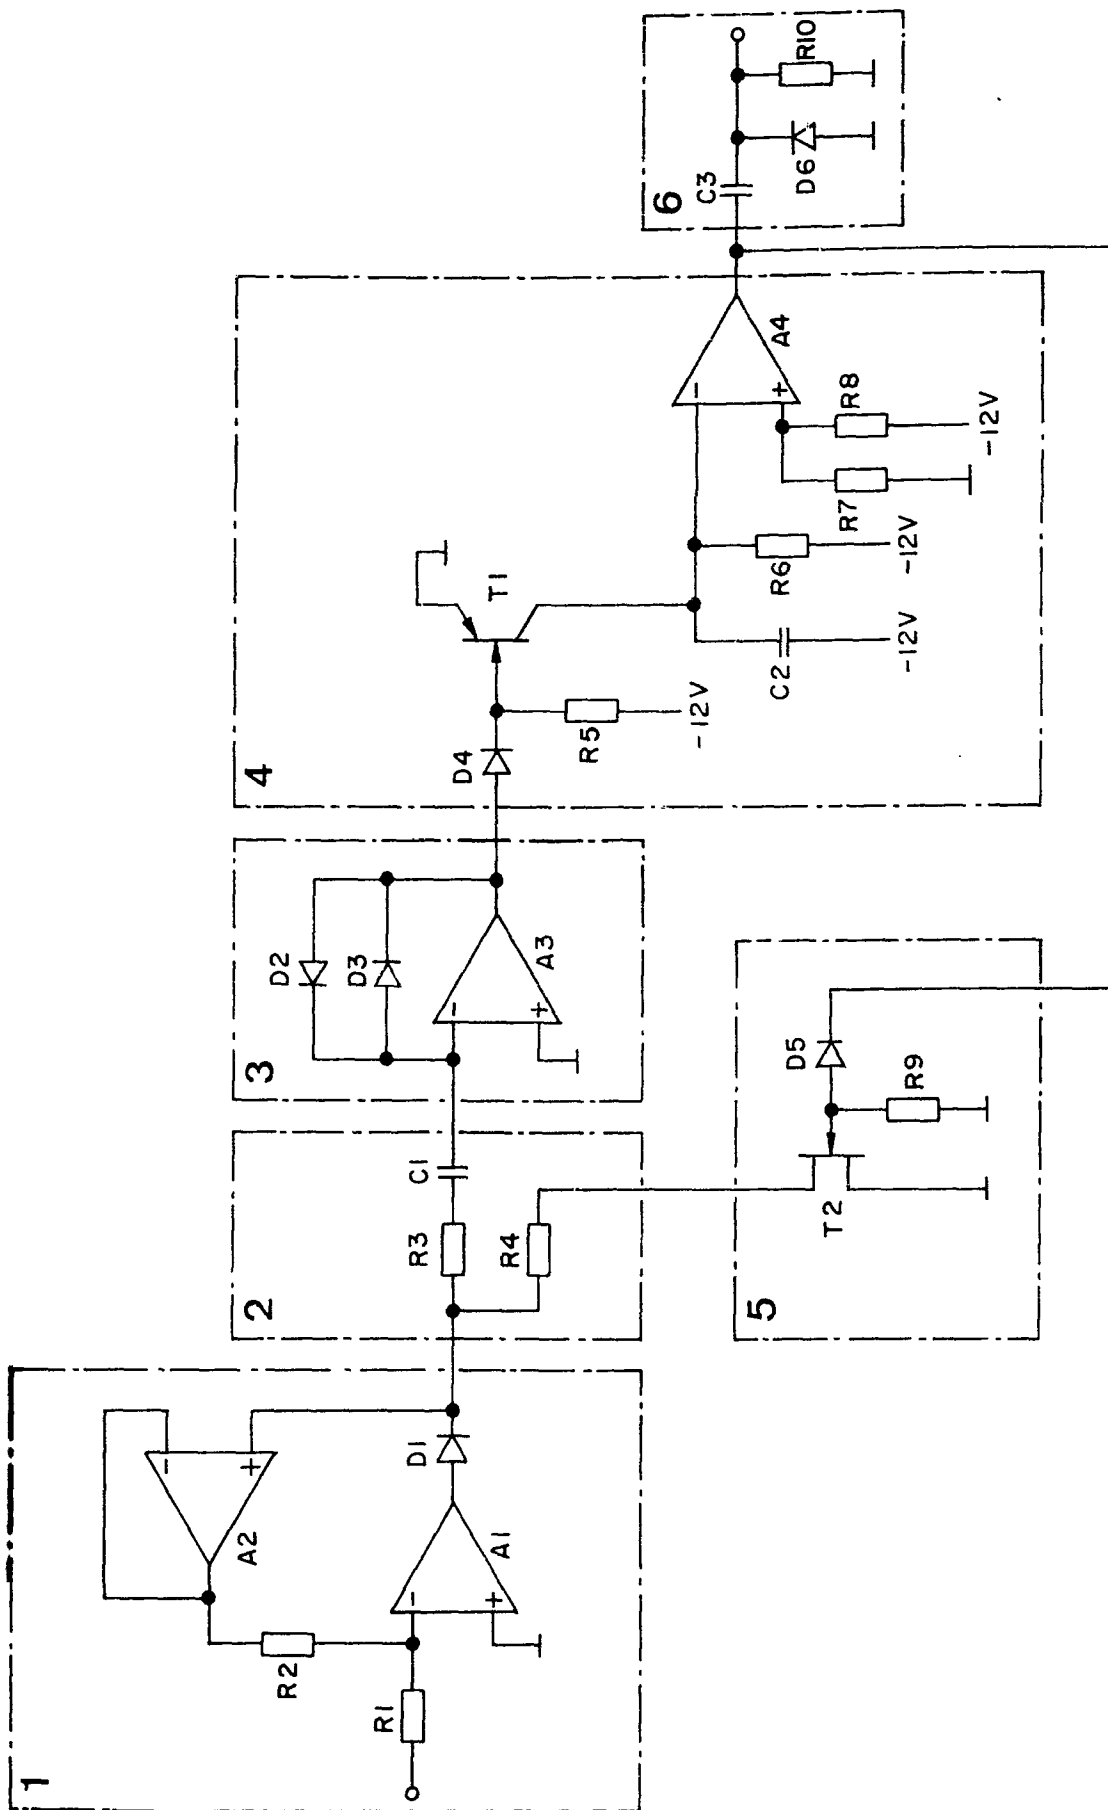 1
A2
R2
R1
A1
D1
-
+
-
+
2
R3
C1
R4
3
D2
D3
A3
-
+
4
D4
R5
-12V
T1
C2
-12V
R6
-12V
R7
R8
-12V
A4
-
+
5
T2
D5
R9
6
C3
D6
R10